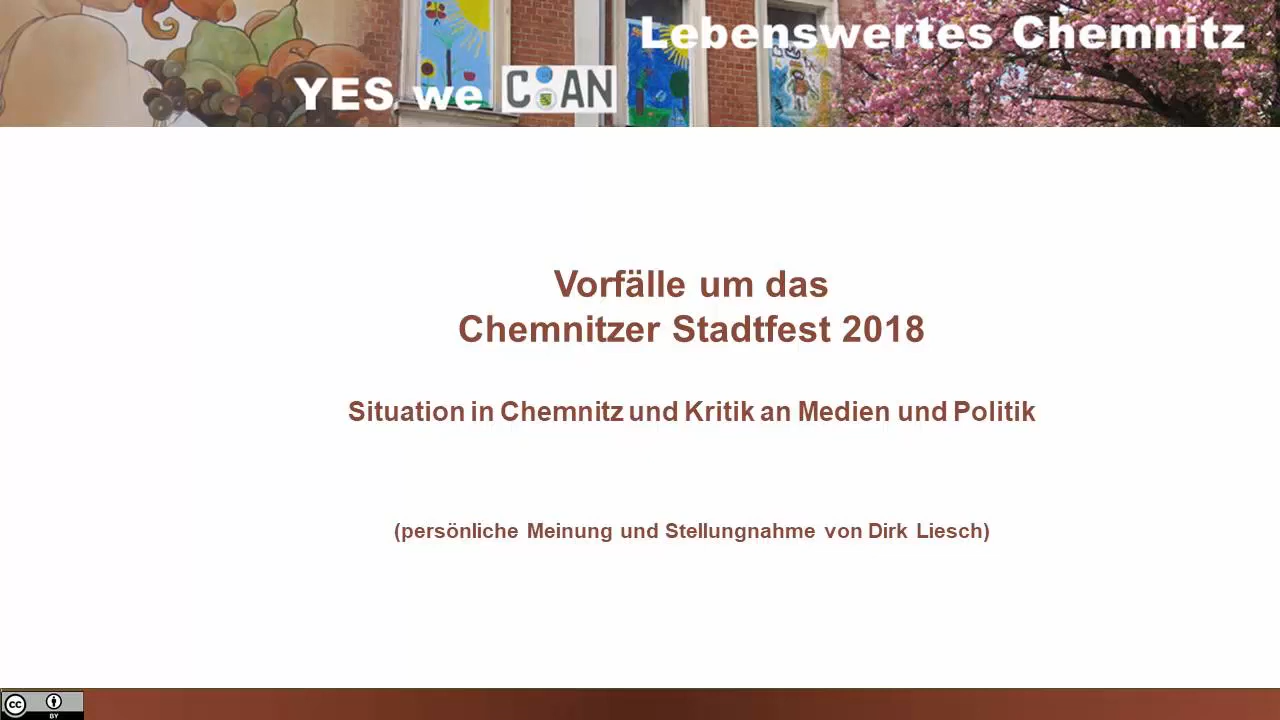 Lebenswertes Chemnitz
YES we C AN
Vorfälle um das
Chemnitzer Stadtfest 2018
Situation in Chemnitz und Kritik an Medien und Politik
(persönliche Meinung und Stellungnahme von Dirk Liesch)
cc
BY